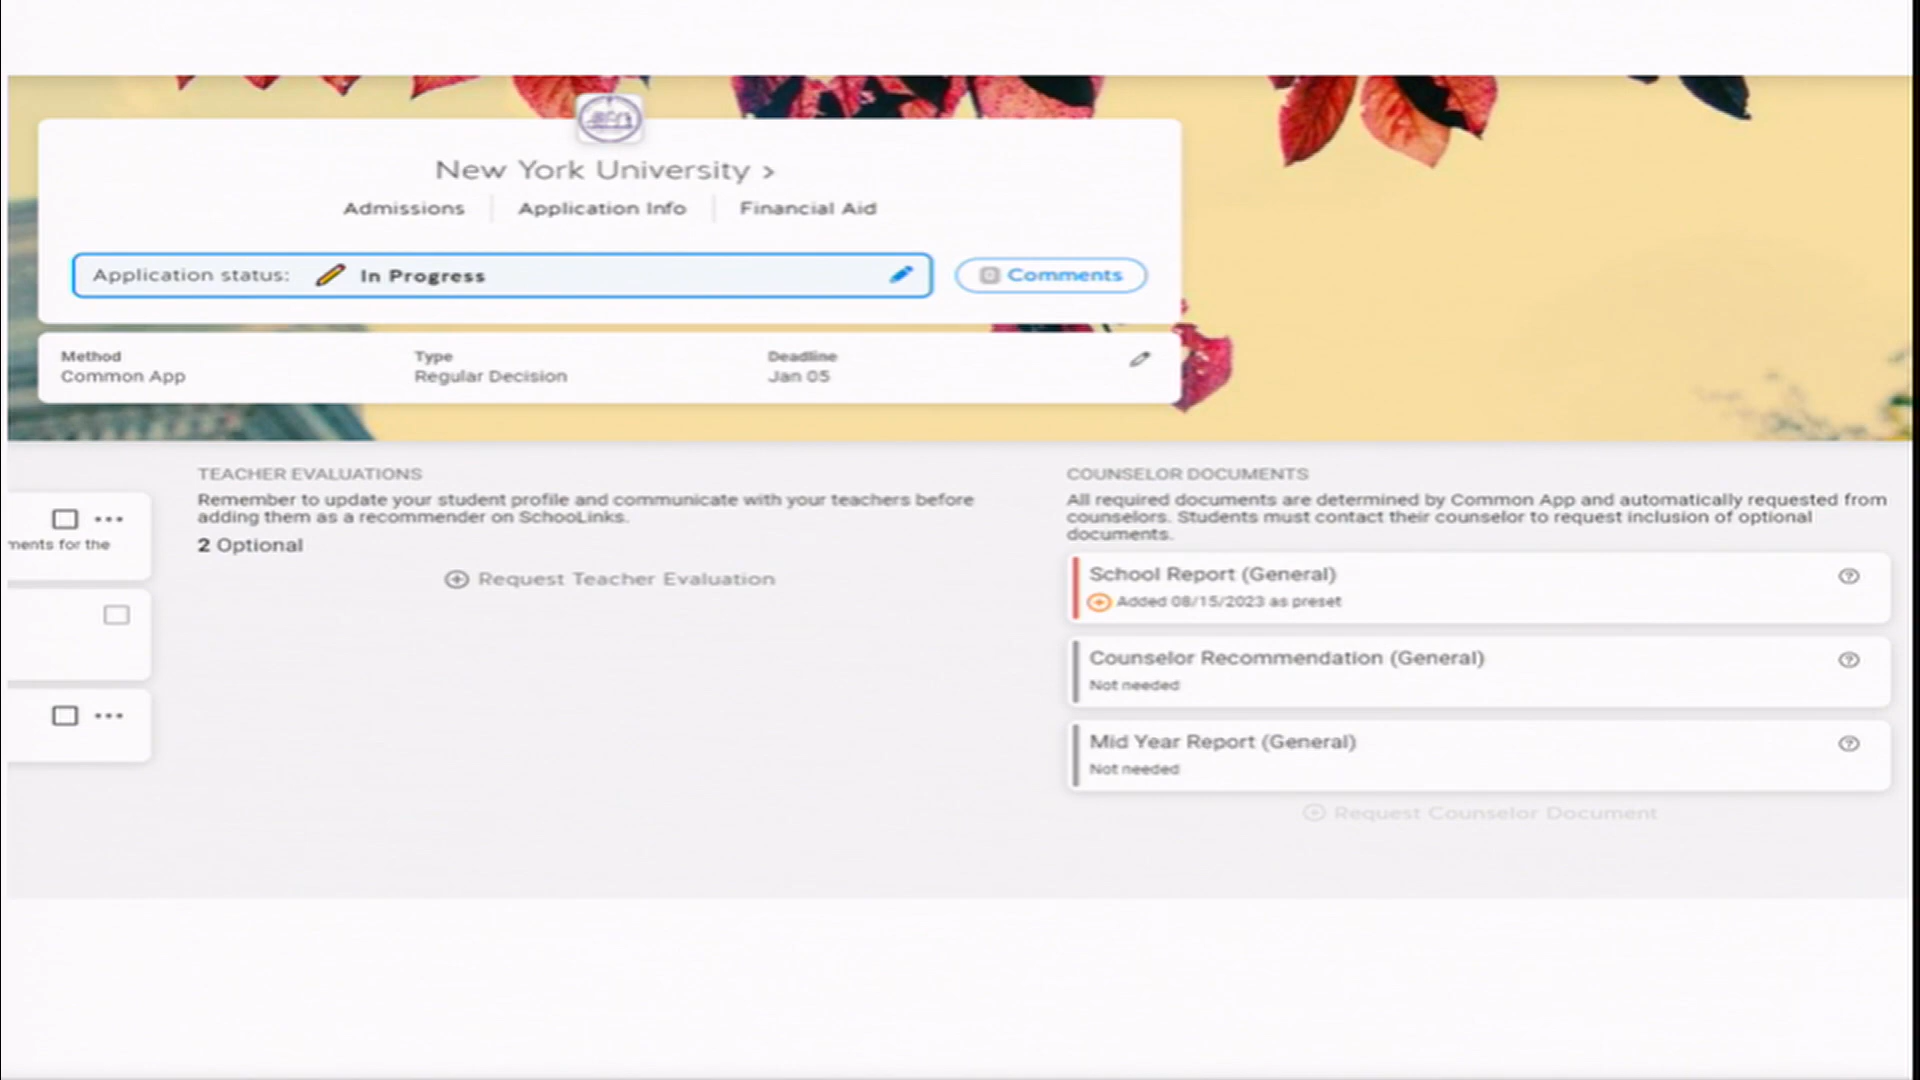 New York University >
Admissions
Application Info
Financial Aid
Application status:
In Progress
0 Comments
Method
Common App
Type
Regular Decision
Deadline
Jan 05
ments for the
TEACHER EVALUATIONS
Remember to update your student profile and communicate with your teachers before
adding them as a recommender on SchooLinks.
2 Optional
Request Teacher Evaluation
COUNSELOR DOCUMENTS
All required documents are determined by Common App and automatically requested from
counselors. Students must contact their counselor to request inclusion of optional
documents.
School Report (General)
Added 08/15/2023 as preset
Counselor Recommendation (General)
Not needed
Mid Year Report (General)
Not needed
Request Counselor Document